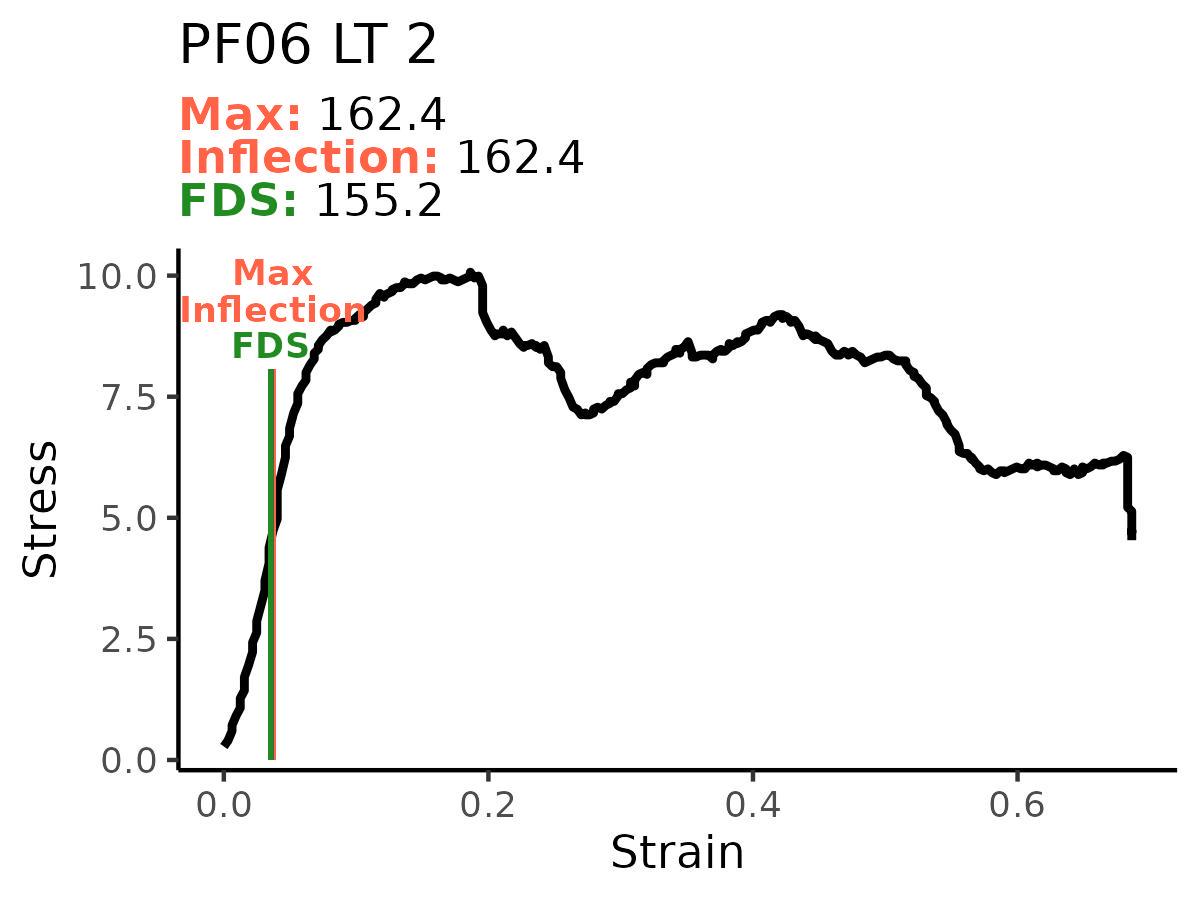 PF06 LT 2
Max: 162.4
Inflection: 162.4
FDS: 155.2
Max
Inflection
FDS
10.0
7.5
5.0
2.5
0.0
Stress
0.0 0.2 0.4 0.6
Strain